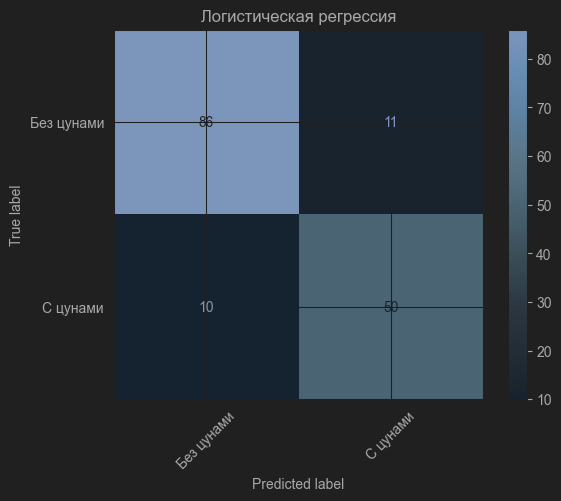 Логистическая регрессия
True label
Без цунами
86
11
С цунами
10
50
Без цунами
С цунами
Predicted label
80
70
60
50
40
30
20
10